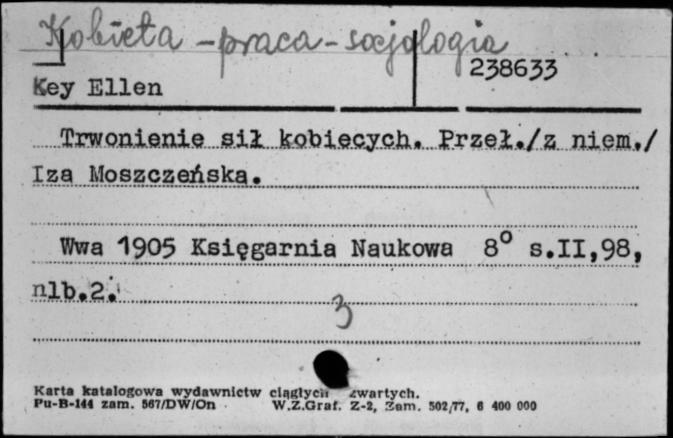 Kobieta - praca - socjologia
238633
Key Ellen
Trwonienie sił kobiecych. Przeł./z niem./
Iza Moszczeńska.
Wwa 1905 Księgarnia Naukowa 8° s.II,98,
nlb.2.
3
Karta katalogowa wydawnictw ciągłych zwartych.
Pu-B-144 zam. 567/DW/On W.Z.Graf. Z-2, Zam. 502/77, 6 400 000